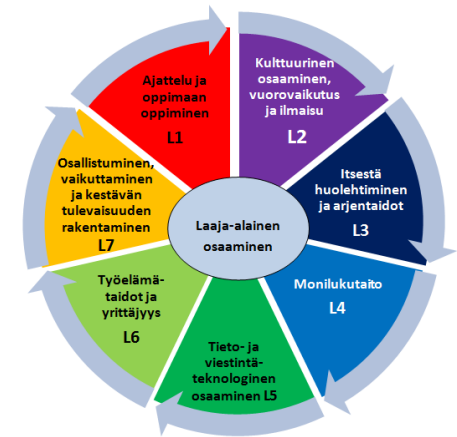 Ajattelu ja
oppimaan
oppiminen
L1
Kulttuurinen
osaaminen,
vuorovaikutus
ja ilmaisu
L2
Itsestä
huolehtiminen
ja arjentaidot
L3
Monilukutaito
L4
Tieto- ja
viestintä-
teknologinen
osaaminen L5
Työelämä-
taidot ja
yrittäjyys
L6
Osallistuminen,
vaikuttaminen
ja kestävän
tulevaisuuden
rakentaminen
L7
Laaja-alainen
osaaminen